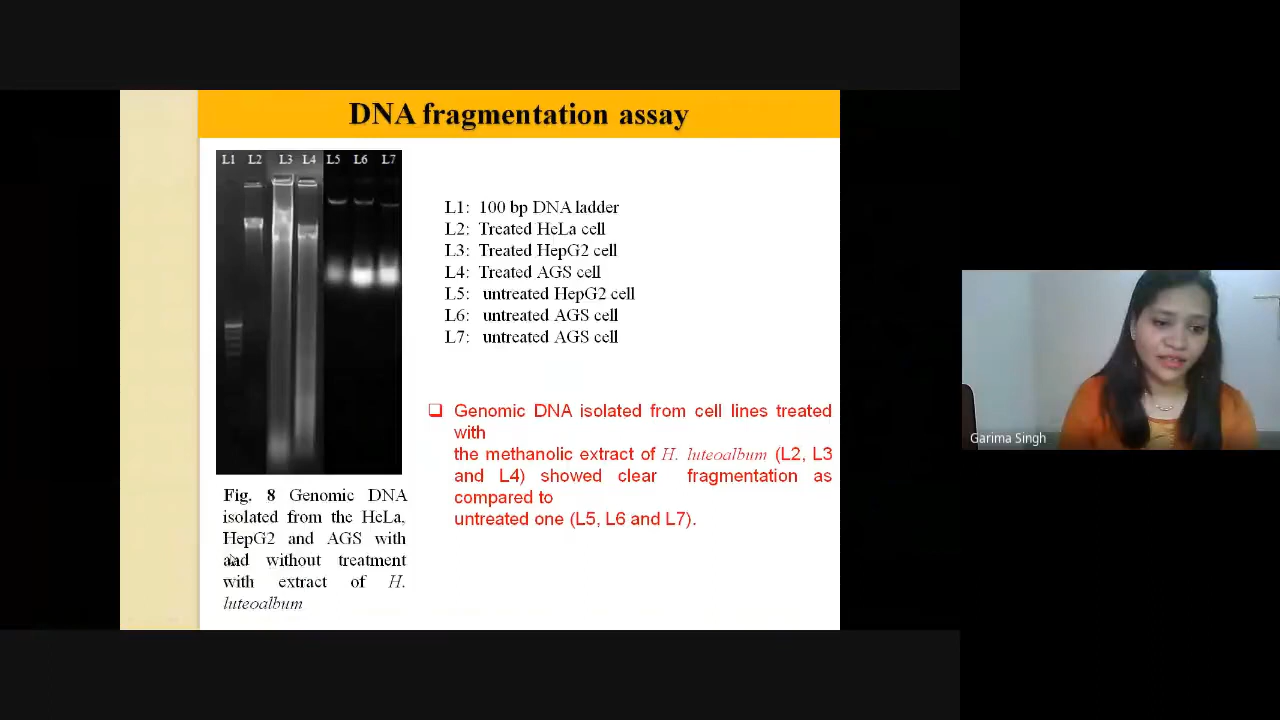 DNA fragmentation assay
L1 L2 L3 L4 L5 L6 L7
L1: 100 bp DNA ladder
L2: Treated HeLa cell
L3: Treated HepG2 cell
L4: Treated AGS cell
L5: untreated HepG2 cell
L6: untreated AGS cell
L7: untreated AGS cell
❑ Genomic DNA isolated from cell lines treated
with
the methanolic extract of H. luteoalbum (L2, L3
and L4) showed clear fragmentation as
compared to
untreated one (L5, L6 and L7).
Fig. 8 Genomic DNA
isolated from the HeLa,
HepG2 and AGS with
and without treatment
with extract of H.
luteoalbum
Garima Singh